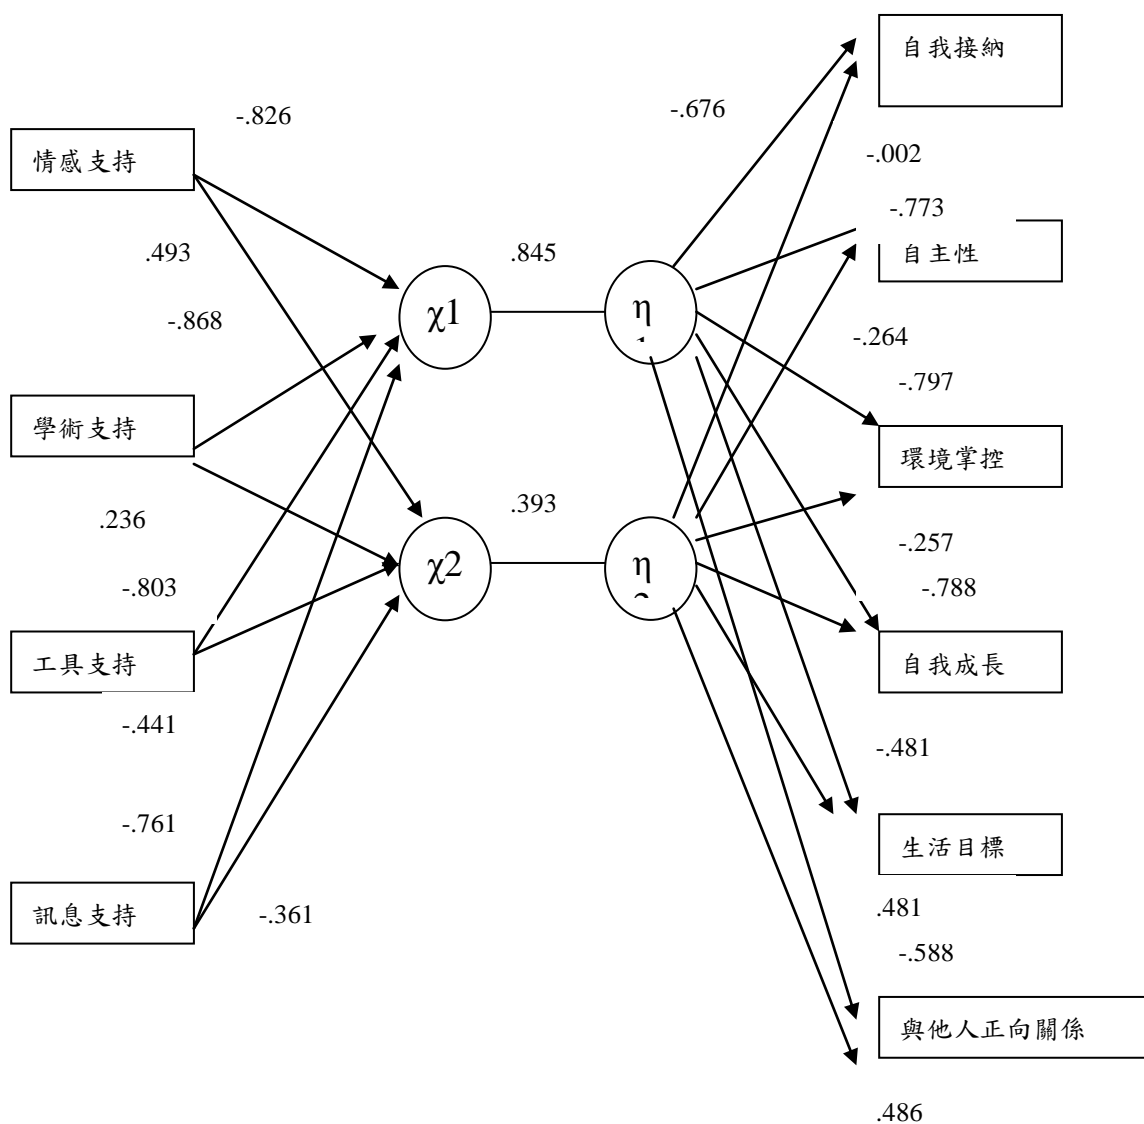 自我接納
-.826
-.676
情感支持
-.002
-.773
.493
.845
自主性
χ1
η
-.868
-.264
-.797
學術支持
環境掌控
.236
.393
-.257
χ2
η
-.803
-.788
工具支持
自我成長
-.441
-.481
-.761
生活目標
訊息支持
-.361
.481
-.588
與他人正向關係
.486